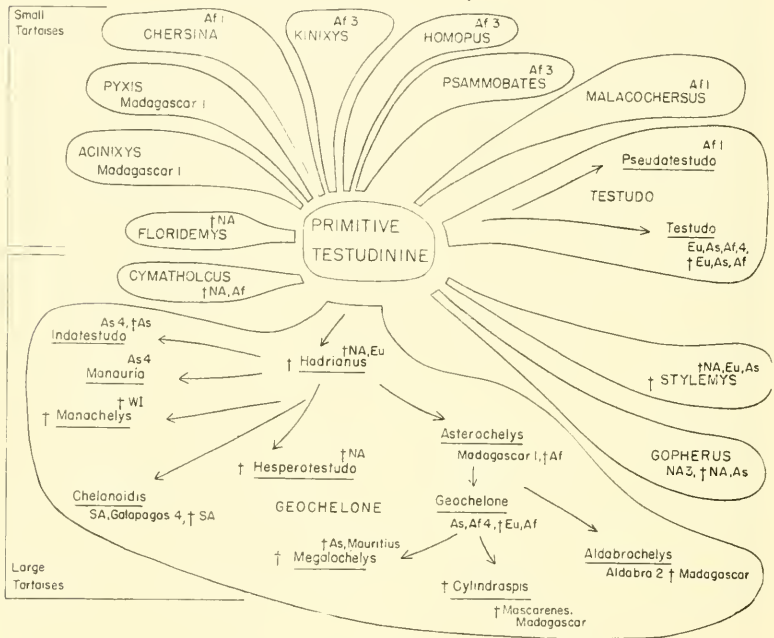 Small
Tortoises
Af 1
CHERSINA
Af 3
KINIXYS
Af 3
HOMOPUS
Af 3
PSAMMOBATES
Af 1
MALACOCHERSUS
PYXIS
Madagascar 1
ACINIXYS
Madagascar 1
†NA
FLORIDEMYS
CYMATHOLCUS
†NA, Af
PRIMITIVE
TESTUDININE
Af 1
Pseudotestudo
TESTUDO
Testudo
Eu, As, Af, 4,
†Eu, As, Af
†NA, Eu, As
† STYLEMYS
GOPHERUS
NA3, †NA, As
As 4, †As
Indotestudo
As 4
Manouria
† WI
† Monachelys
†NA, Eu
† Hadrianus
†NA
† Hesperotestudo
Chelonoidis
SA, Galapagos 4, † SA
GEOCHELONE
Asterochelys
Madagascar 1, †Af
Geochelone
As, Af 4, †Eu, Af
†As, Mauritius
† Megalochelys
† Cylindraspis
† Mascarenes.
Madagascar
Aldabrachelys
Aldabra 2 † Madagascar
Large
Tortoises